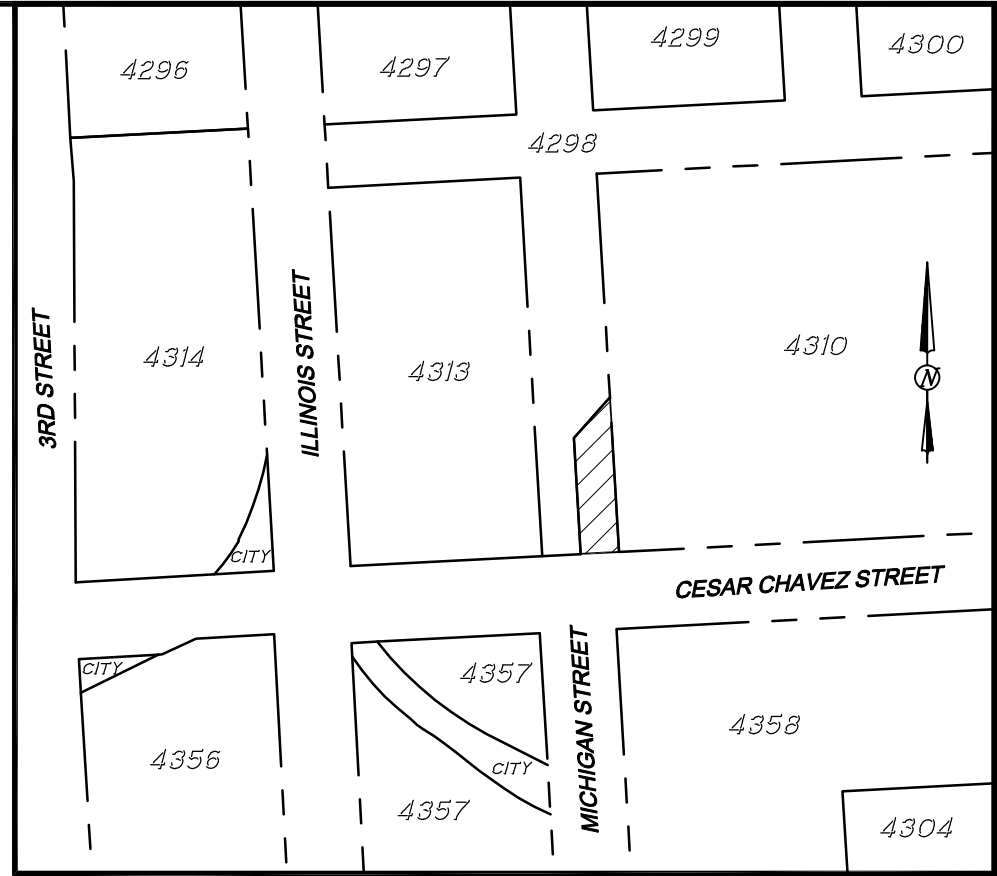 4296
4297
4299
4300
4298
3RD STREET
4314
ILLINOIS STREET
4313
4310
N
CITY
CESAR CHAVEZ STREET
CITY
4356
4357
CITY
4357
MICHIGAN STREET
4358
4304